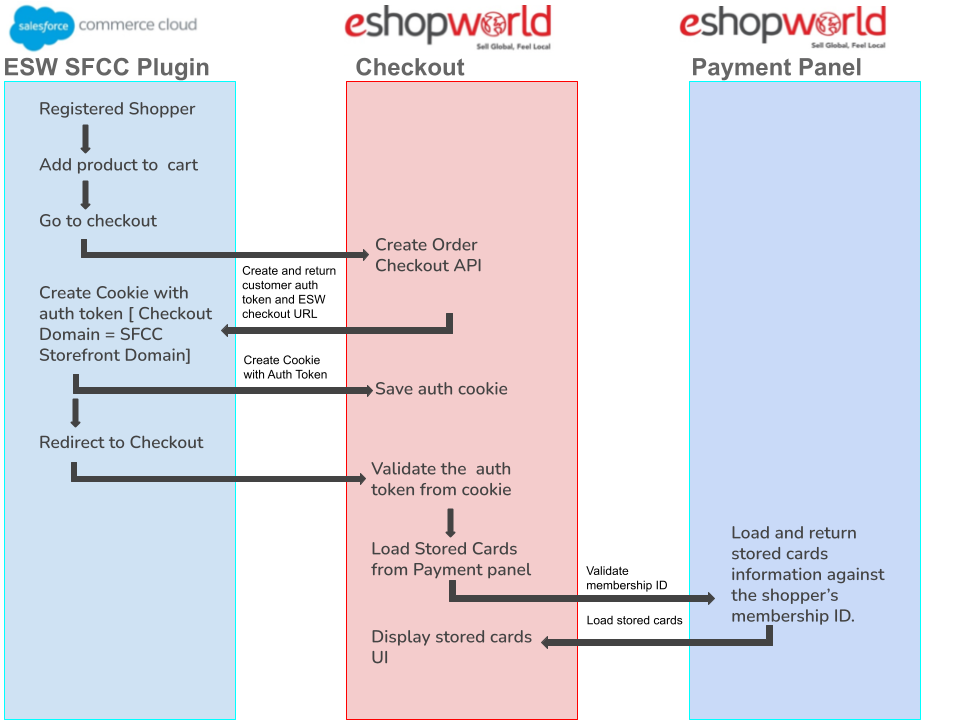 salesforce
commerce cloud
eshopworld
Sell Global, Feel Local
eshopworld
Sell Global, Feel Local
ESW SFCC Plugin
Checkout
Payment Panel
Registered Shopper
Add product to cart
Go to checkout
Create Order
Checkout API
Create and return
customer auth
token and ESW
checkout URL
Create Cookie with
auth token [ Checkout
Domain = SFCC
Storefront Domain]
Create Cookie
with Auth Token
Save auth cookie
Redirect to Checkout
Validate the auth
token from cookie
Load Stored Cards
from Payment panel
Validate
membership ID
Load and return
stored cards
information against
the shopper's
membership ID.
Load stored cards
Display stored cards
UI